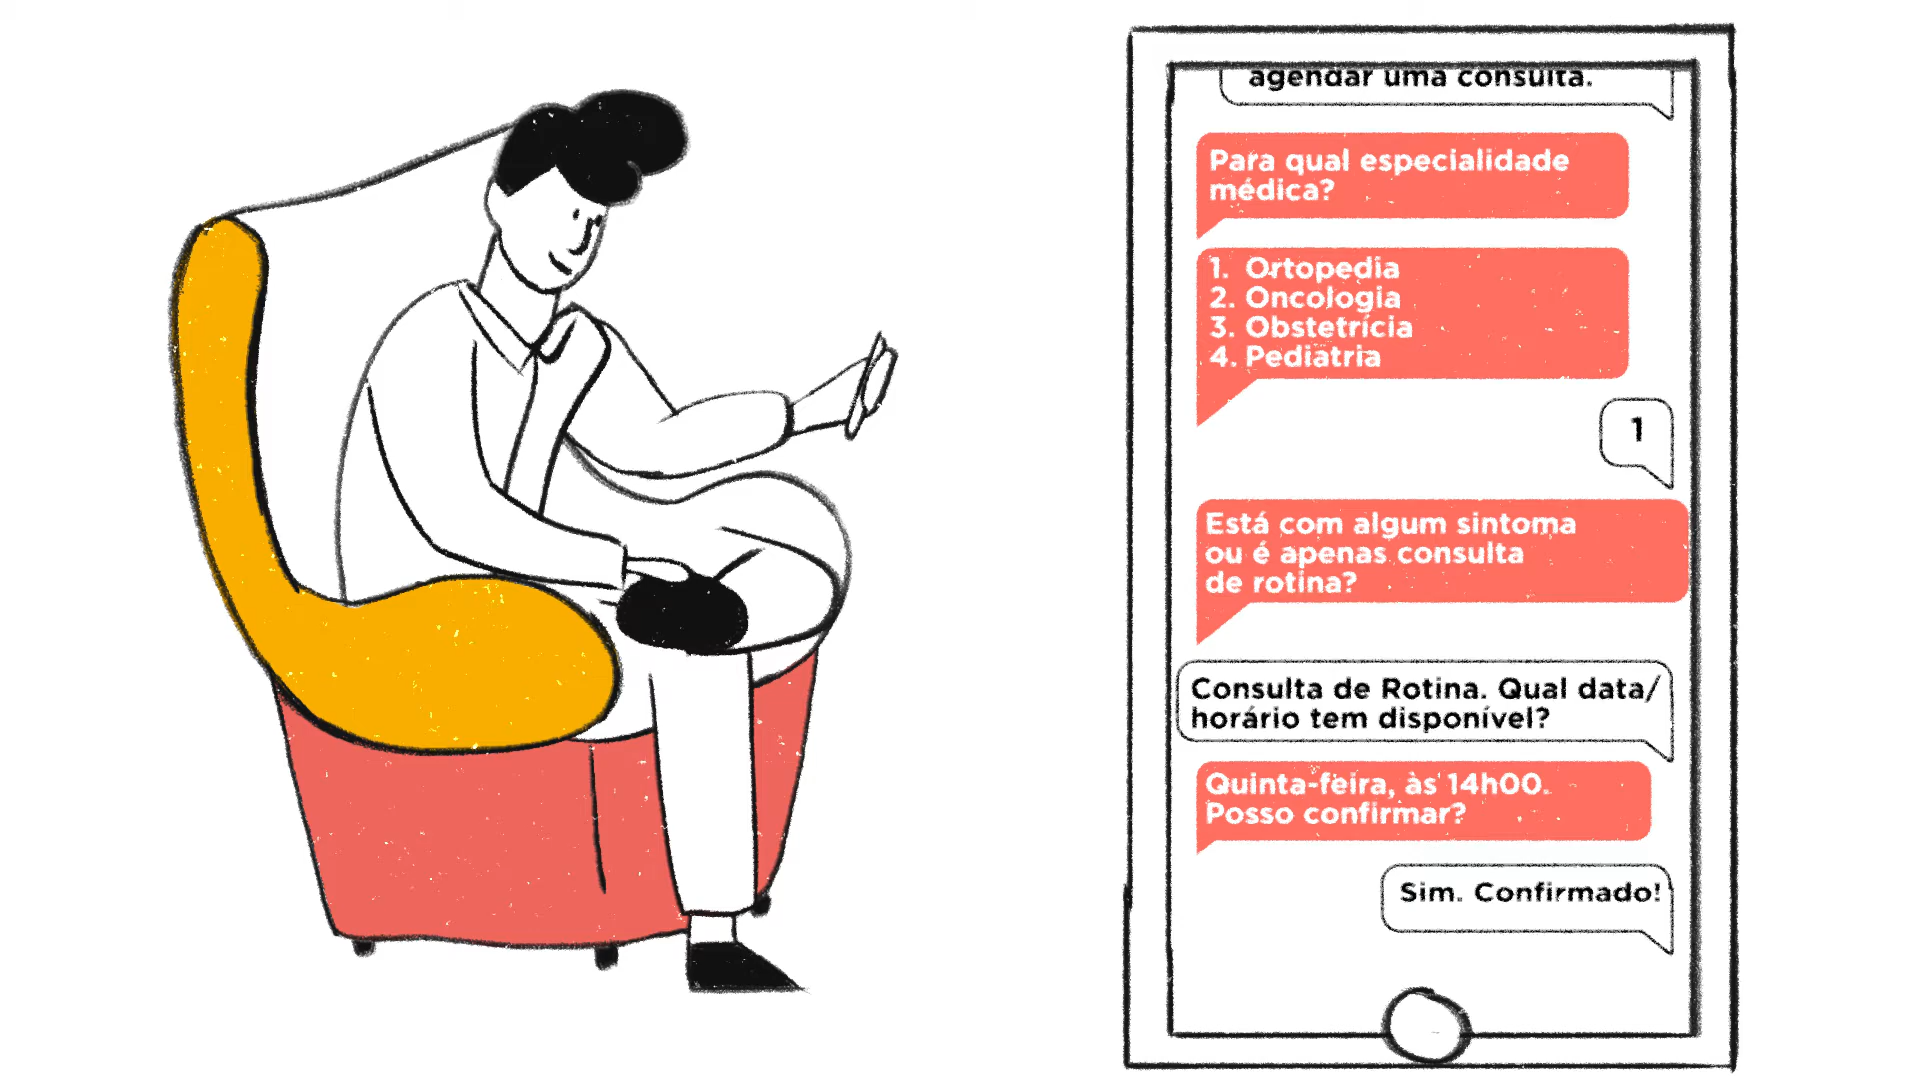 agendar uma consulta.
Para qual especialidade
médica?
1. Ortopedia
2. Oncologia
3. Obstetrícia
4. Pediatria
1
Está com algum sintoma
ou é apenas consulta
de rotina?
Consulta de Rotina. Qual data/
horário tem disponível?
Quinta-feira, às 14h00.
Posso confirmar?
Sim. Confirmado!